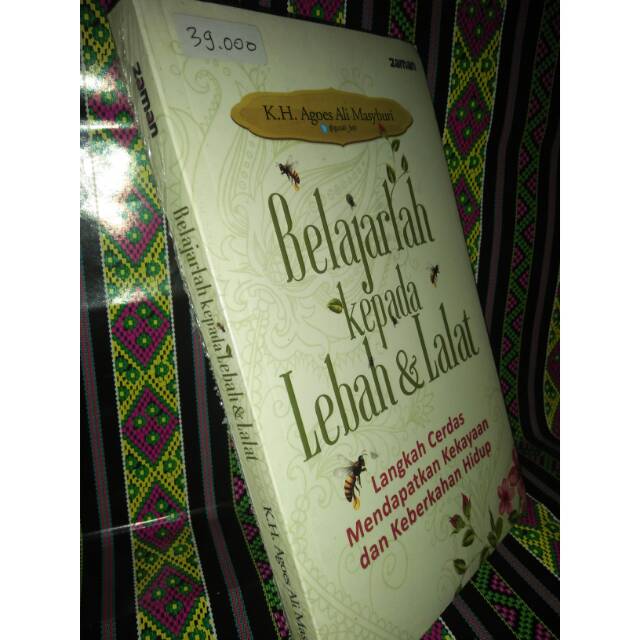 39.000
zaman
K.H. Agoes Ali Masyhuri
Belajarlah
kepada
Lebah & Lalat
Langkah Cerdas
Mendapatkan Kekayaan
dan Keberkahan Hidup
zaman
Belajarlah kepada Lebah & Lalat
K.H. Agoes Ali